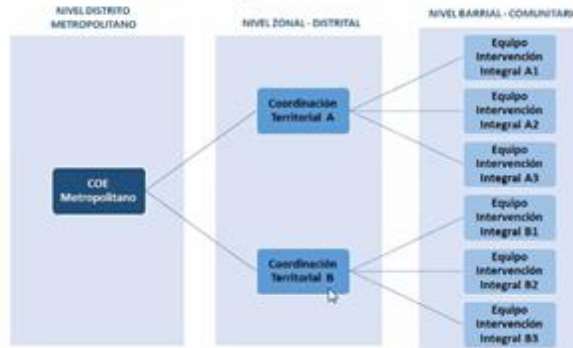 NIVEL DISTRITO
METROPOLITANO
NIVEL ZONAL - DISTRITAL
NIVEL BARRIAL - COMUNITARI
COE
Metropolitano
Coordinación
Territorial A
Coordinación
Territorial B
Equipo
Intervención
Integral A1
Equipo
Intervención
Integral A2
Equipo
Intervención
Integral A3
Equipo
Intervención
Integral B1
Equipo
Intervención
Integral B2
Equipo
Intervención
Integral B3